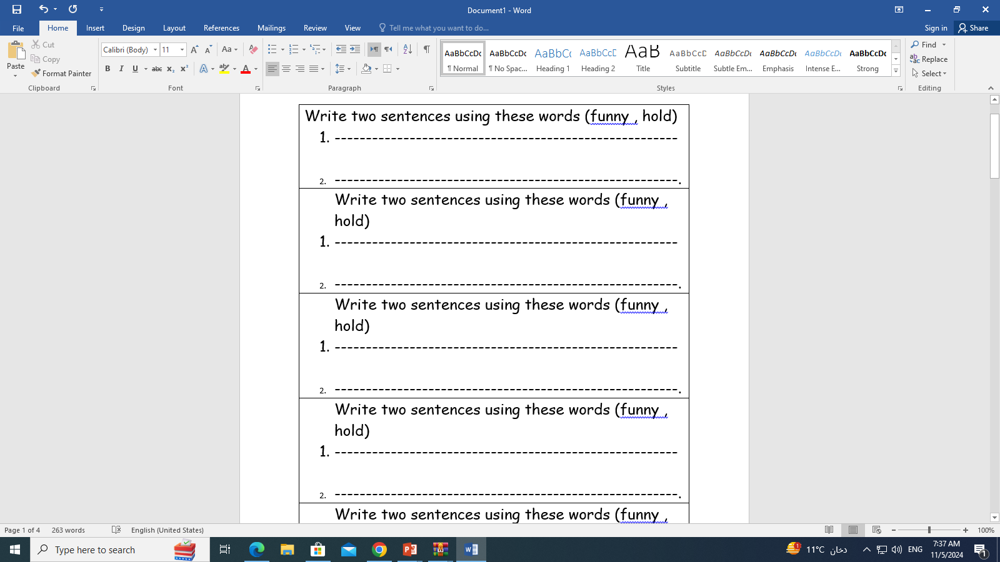 Document1 - Word
File Home Insert Design Layout References Mailings Review View Tell me what you want to do... Sign in Share
Paste Cut Copy Format Painter Clipboard
Calibri (Body) 11 Aa B I U abc x₂ x² A ab A Font
Paragraph
AaBbCcDc ¶ Normal
AaBbCcDc ¶ No Spac...
AaBbCc Heading 1
AaBbCcD Heading 2
AaB Title
AaBbCcD Subtitle
AaBbCcDc Subtle Em...
AaBbCcDc Emphasis
AaBbCcDc Intense E...
AaBbCcDc Strong
Styles
Find Replace Select Editing
Write two sentences using these words (funny , hold)
1. -------------------------------------------------------
2. -------------------------------------------------------.
Write two sentences using these words (funny ,
hold)
1. -------------------------------------------------------
2. -------------------------------------------------------.
Write two sentences using these words (funny ,
hold)
1. -------------------------------------------------------
2. -------------------------------------------------------.
Write two sentences using these words (funny ,
hold)
1. -------------------------------------------------------
2. -------------------------------------------------------.
Write two sentences using these words (funny ,
Page 1 of 4 263 words English (United States) 100%
Type here to search 11°C دخان ENG 7:37 AM
11/5/2024 1